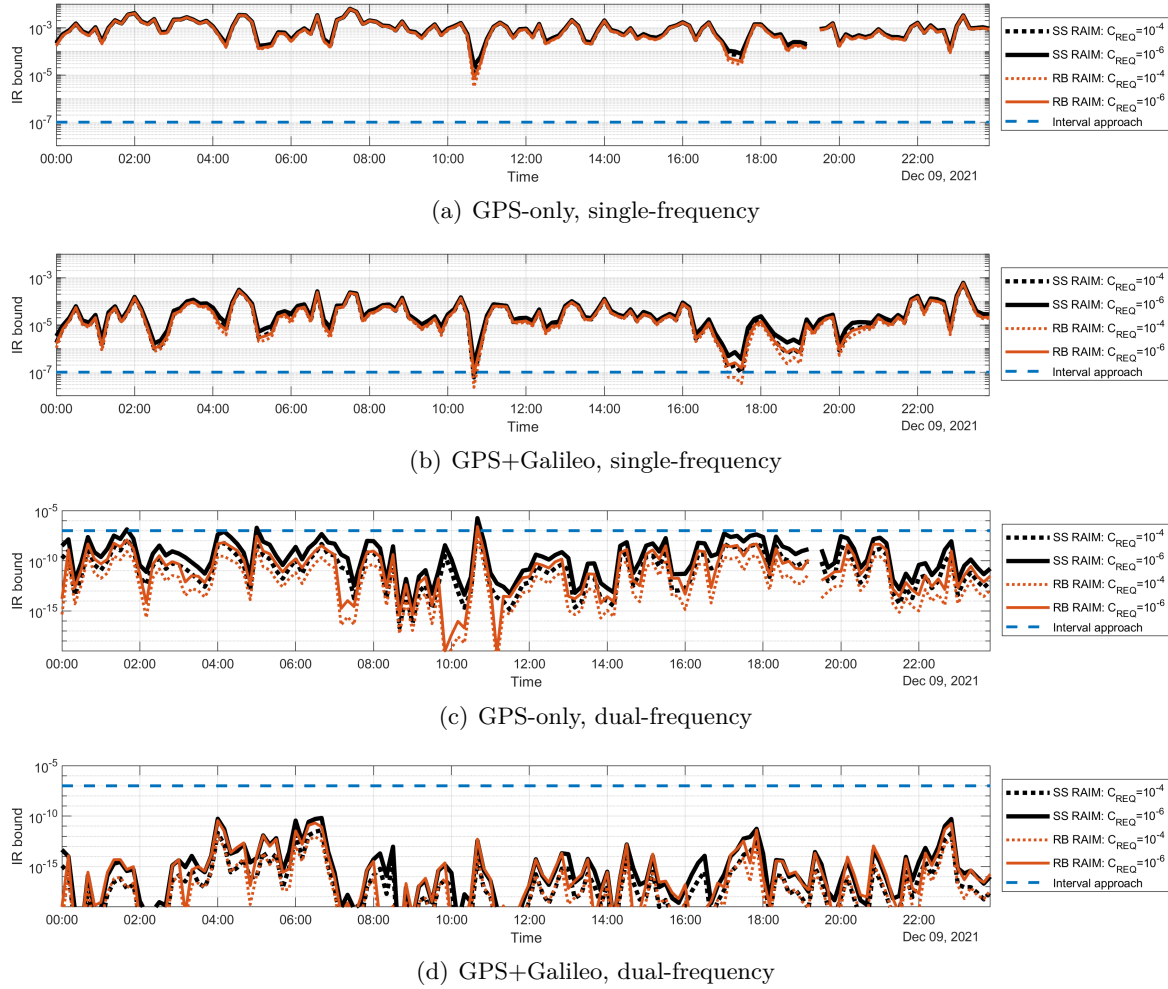 10^-3
10^-5
10^-7
IR bound
00:00 02:00 04:00 06:00 08:00 10:00 12:00 14:00 16:00 18:00 20:00 22:00
Time
Dec 09, 2021
SS RAIM: C_REQ=10^-4
SS RAIM: C_REQ=10^-6
RB RAIM: C_REQ=10^-4
RB RAIM: C_REQ=10^-6
Interval approach
(a) GPS-only, single-frequency
10^-3
10^-5
10^-7
IR bound
00:00 02:00 04:00 06:00 08:00 10:00 12:00 14:00 16:00 18:00 20:00 22:00
Time
Dec 09, 2021
SS RAIM: C_REQ=10^-4
SS RAIM: C_REQ=10^-6
RB RAIM: C_REQ=10^-4
RB RAIM: C_REQ=10^-6
Interval approach
(b) GPS+Galileo, single-frequency
10^-5
10^-10
10^-15
IR bound
00:00 02:00 04:00 06:00 08:00 10:00 12:00 14:00 16:00 18:00 20:00 22:00
Time
Dec 09, 2021
SS RAIM: C_REQ=10^-4
SS RAIM: C_REQ=10^-6
RB RAIM: C_REQ=10^-4
RB RAIM: C_REQ=10^-6
Interval approach
(c) GPS-only, dual-frequency
10^-5
10^-10
10^-15
IR bound
00:00 02:00 04:00 06:00 08:00 10:00 12:00 14:00 16:00 18:00 20:00 22:00
Time
Dec 09, 2021
SS RAIM: C_REQ=10^-4
SS RAIM: C_REQ=10^-6
RB RAIM: C_REQ=10^-4
RB RAIM: C_REQ=10^-6
Interval approach
(d) GPS+Galileo, dual-frequency